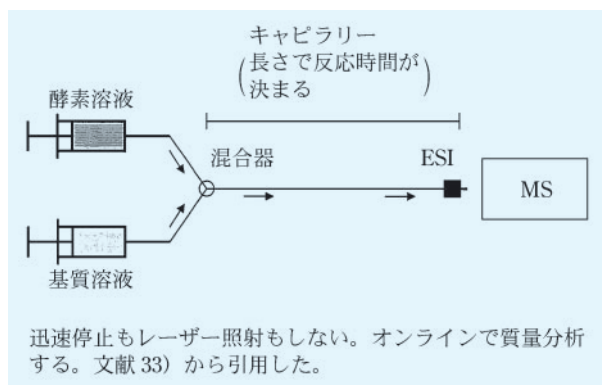 キャピラリー
(長さで反応時間が
決まる)
酵素溶液
混合器
ESI
MS
基質溶液
迅速停止もレーザー照射もしない。オンラインで質量分析
する。文献 33) から引用した。